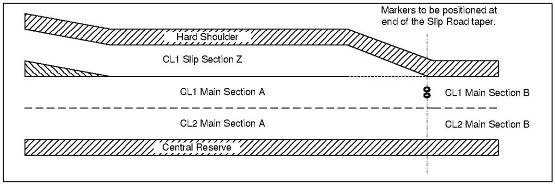 Markers to be positioned at
end of the Slip Road taper.
Hard Shoulder
CL1 Slip Section Z
CL1 Main Section A
CL1 Main Section B
CL2 Main Section A
CL2 Main Section B
Central Reserve